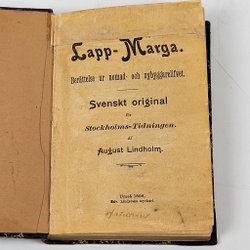 Lapp-Marga.
Berättelse ur nomad- och nybyggarelifvet.
Svenskt original
för
Stockholms-Tidningen.
Af
August Lindholm.